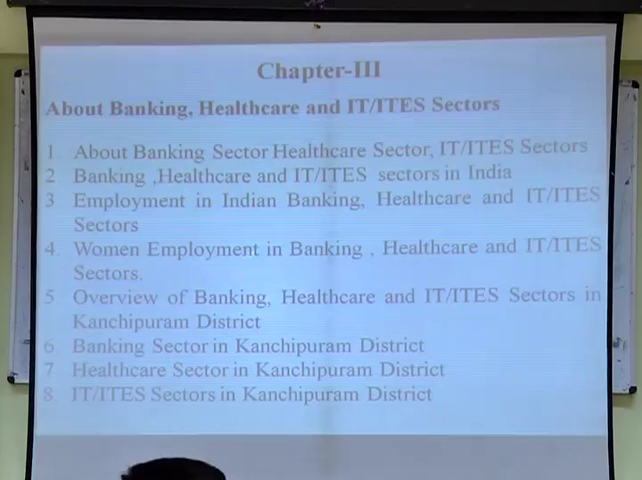 Chapter-III
About Banking, Healthcare and IT/ITES Sectors
1. About Banking Sector Healthcare Sector, IT/ITES Sectors
2 Banking ,Healthcare and IT/ITES sectors in India
3 Employment in Indian Banking, Healthcare and IT/ITES
Sectors
4. Women Employment in Banking , Healthcare and IT/ITES
Sectors.
5 Overview of Banking, Healthcare and IT/ITES Sectors in
Kanchipuram District
6. Banking Sector in Kanchipuram District
7. Healthcare Sector in Kanchipuram District
8. IT/ITES Sectors in Kanchipuram District